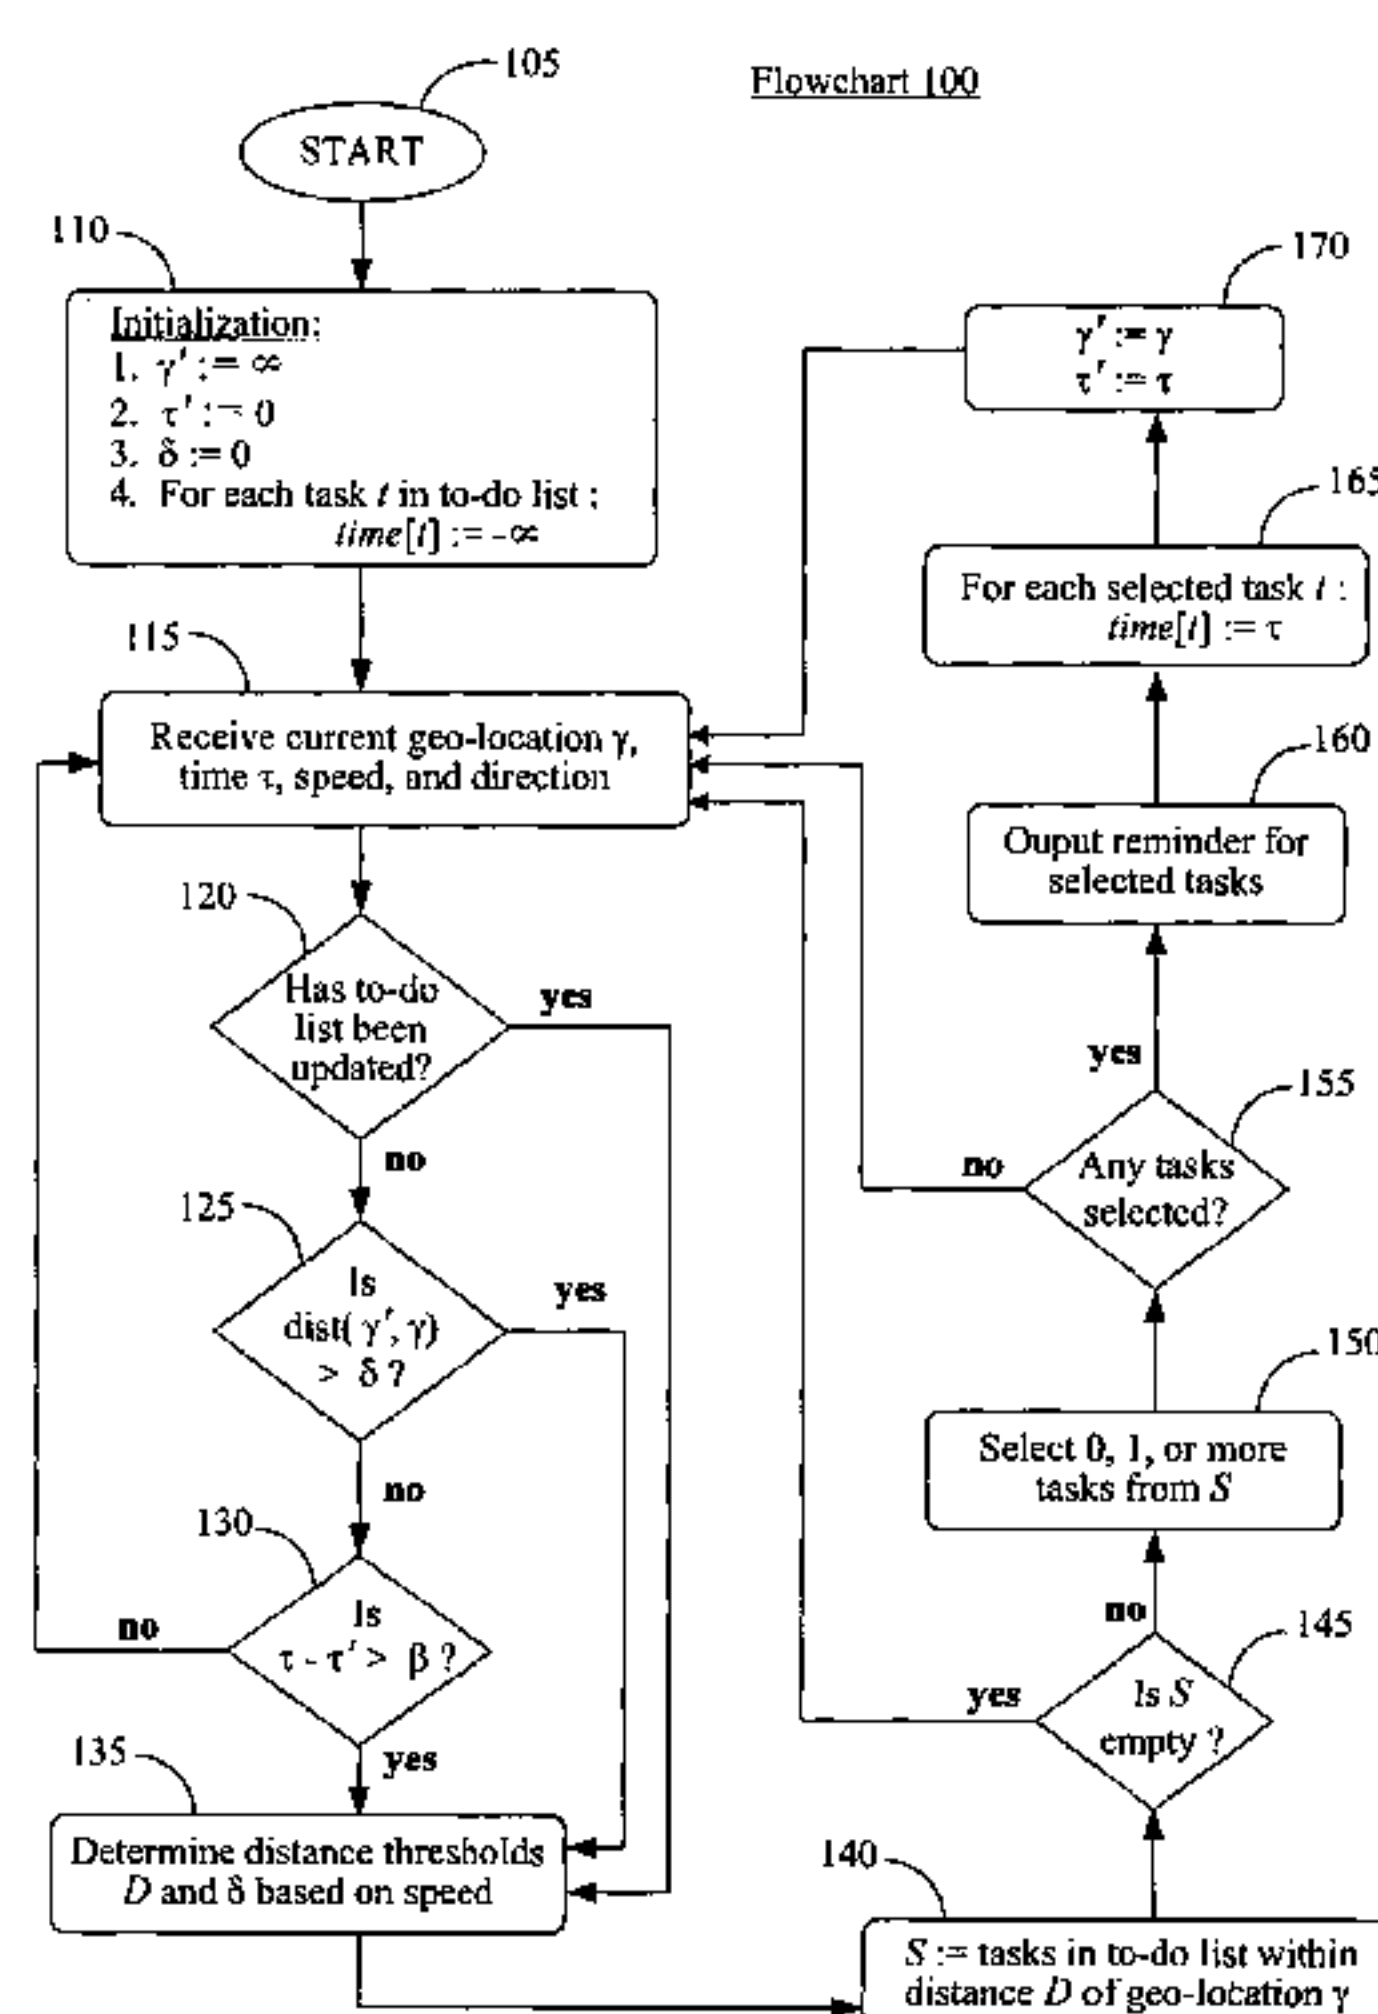 Flowchart 100
105
START
110
Initialization:
1. γ′ := ∞
2. τ′ := 0
3. δ := 0
4. For each task t in to-do list :
time[t] := -∞
115
Receive current geo-location γ,
time τ, speed, and direction
120
Has to-do
list been
updated?
yes
no
125
Is
dist( γ′, γ)
> δ ?
yes
no
130
Is
τ - τ′ > β ?
no
yes
135
Determine distance thresholds
D and δ based on speed
140
S := tasks in to-do list within
distance D of geo-location γ
145
Is S
empty ?
yes
no
150
Select 0, 1, or more
tasks from S
155
Any tasks
selected?
no
yes
160
Ouput reminder for
selected tasks
165
For each selected task t :
time[t] := τ
170
γ′ := γ
τ′ := τ